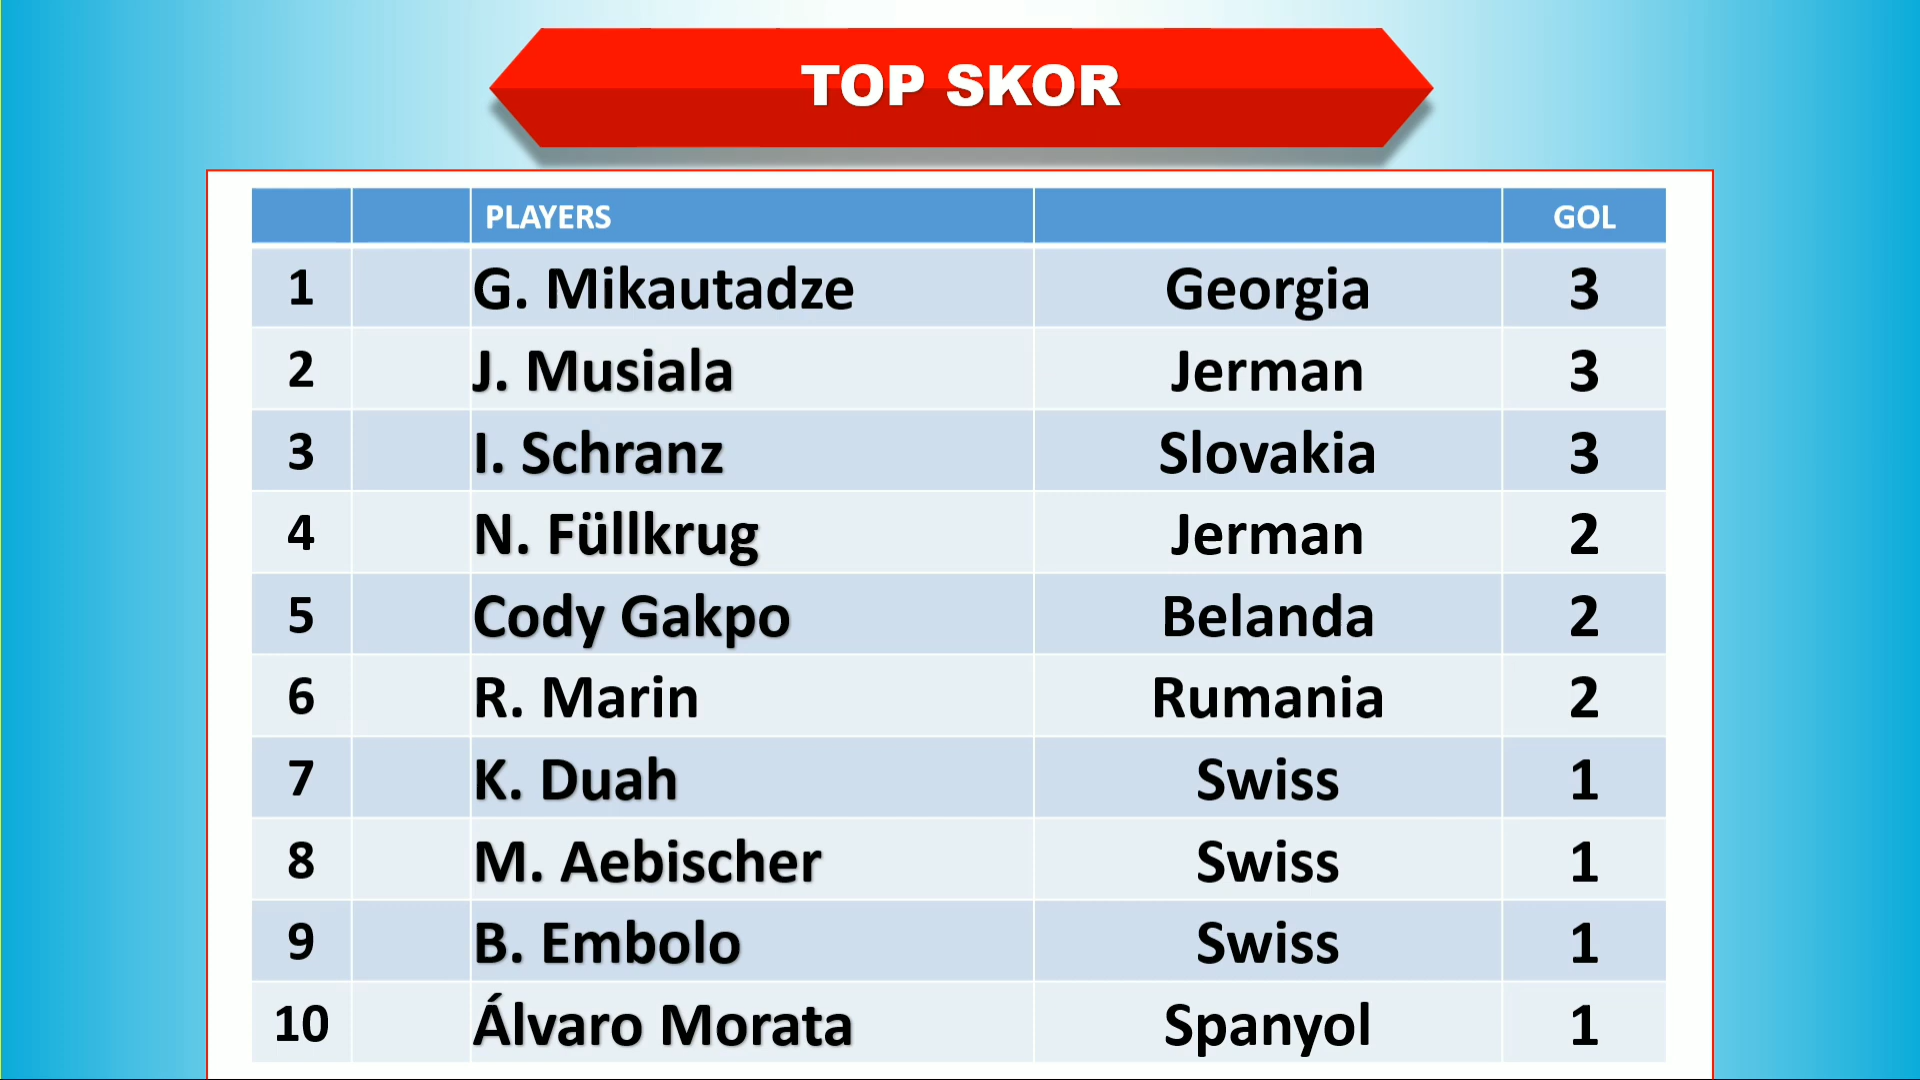 TOP SKOR
PLAYERS GOL
1 G. Mikautadze Georgia 3
2 J. Musiala Jerman 3
3 I. Schranz Slovakia 3
4 N. Füllkrug Jerman 2
5 Cody Gakpo Belanda 2
6 R. Marin Rumania 2
7 K. Duah Swiss 1
8 M. Aebischer Swiss 1
9 B. Embolo Swiss 1
10 Álvaro Morata Spanyol 1